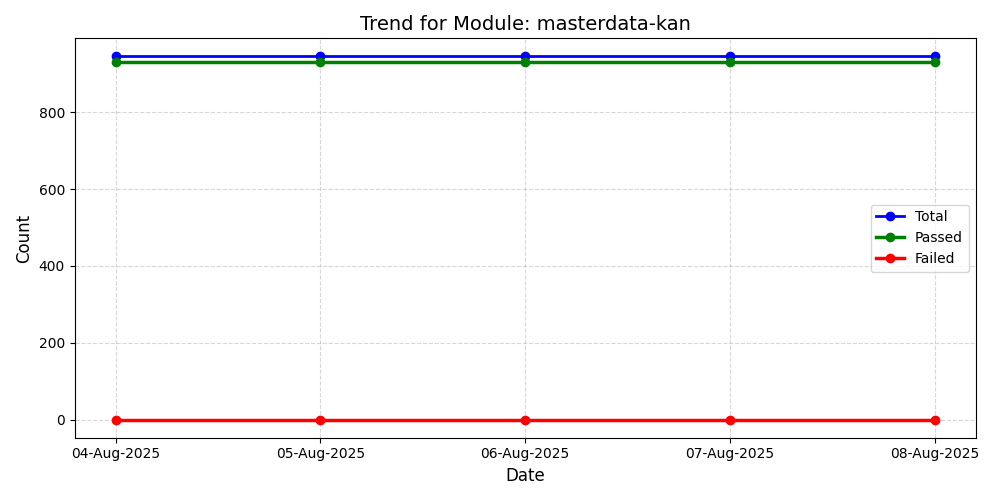 Trend for Module: masterdata-kan
Count
800
600
400
200
0
Total
Passed
Failed
04-Aug-2025 05-Aug-2025 06-Aug-2025 07-Aug-2025 08-Aug-2025
Date